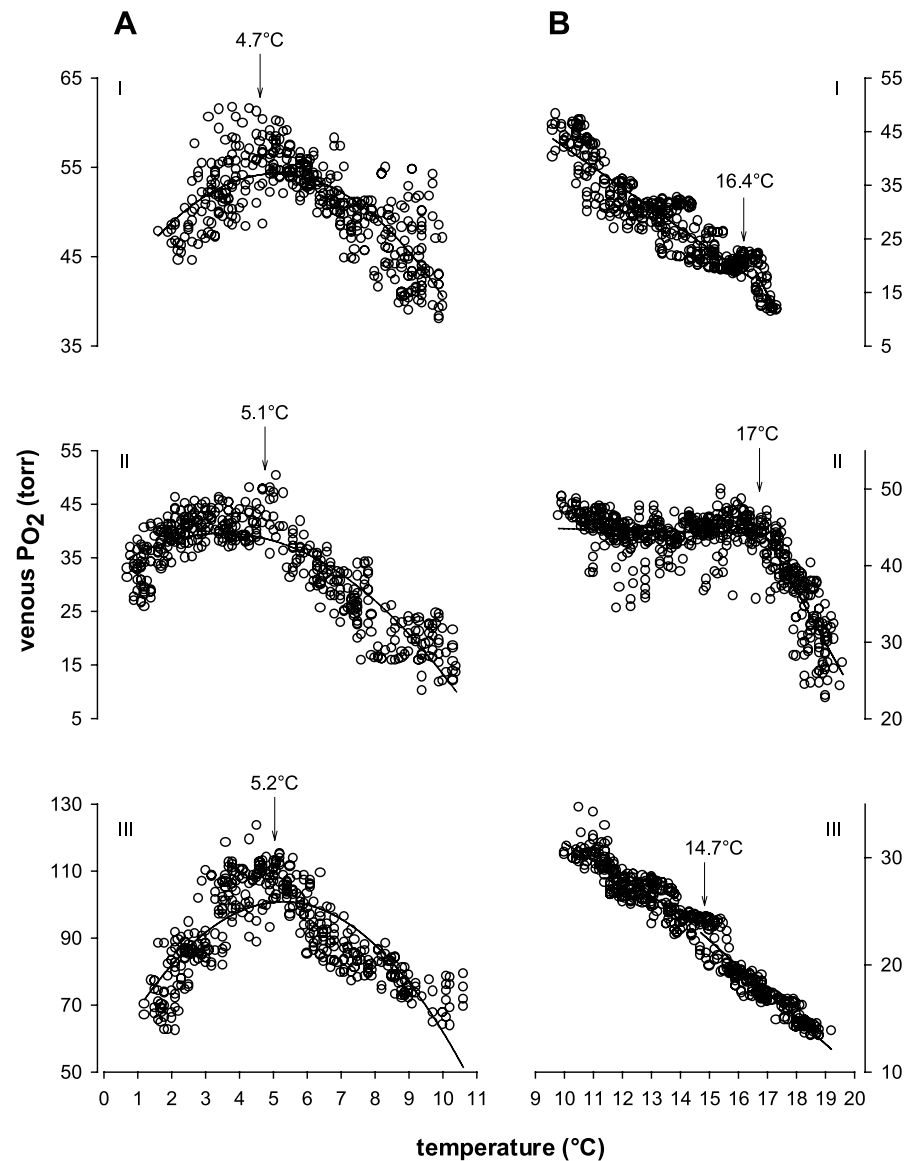 A B
4.7°C
65 I I 55
45
55 16.4°C 35
25
45
15
35 5
5.1°C 17°C
55 II II
45 50
35 40
25
15 30
5 20
venous PO2 (torr)
5.2°C
130 III III
14.7°C 30
110
90 20
70
50 10
0 1 2 3 4 5 6 7 8 9 10 11 9 10 11 12 13 14 15 16 17 18 19 20
temperature (°C)